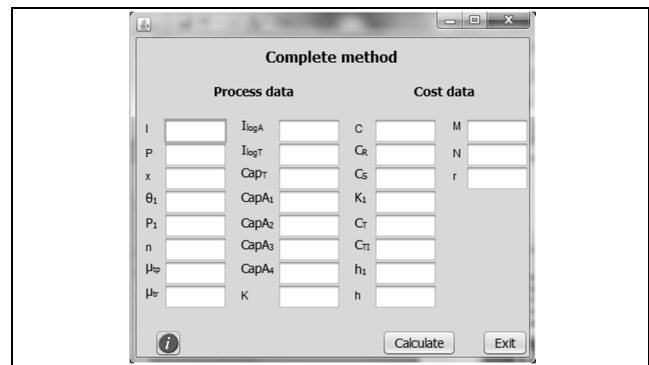 Complete method
Process data Cost data
I I_logA C M
P I_logT C_R N
x Cap_T C_S r
θ₁ CapA₁ K₁
P₁ CapA₂ C_T
n CapA₃ C_TI
μ_tp CapA₄ h₁
μ_tr K h
i
Calculate Exit